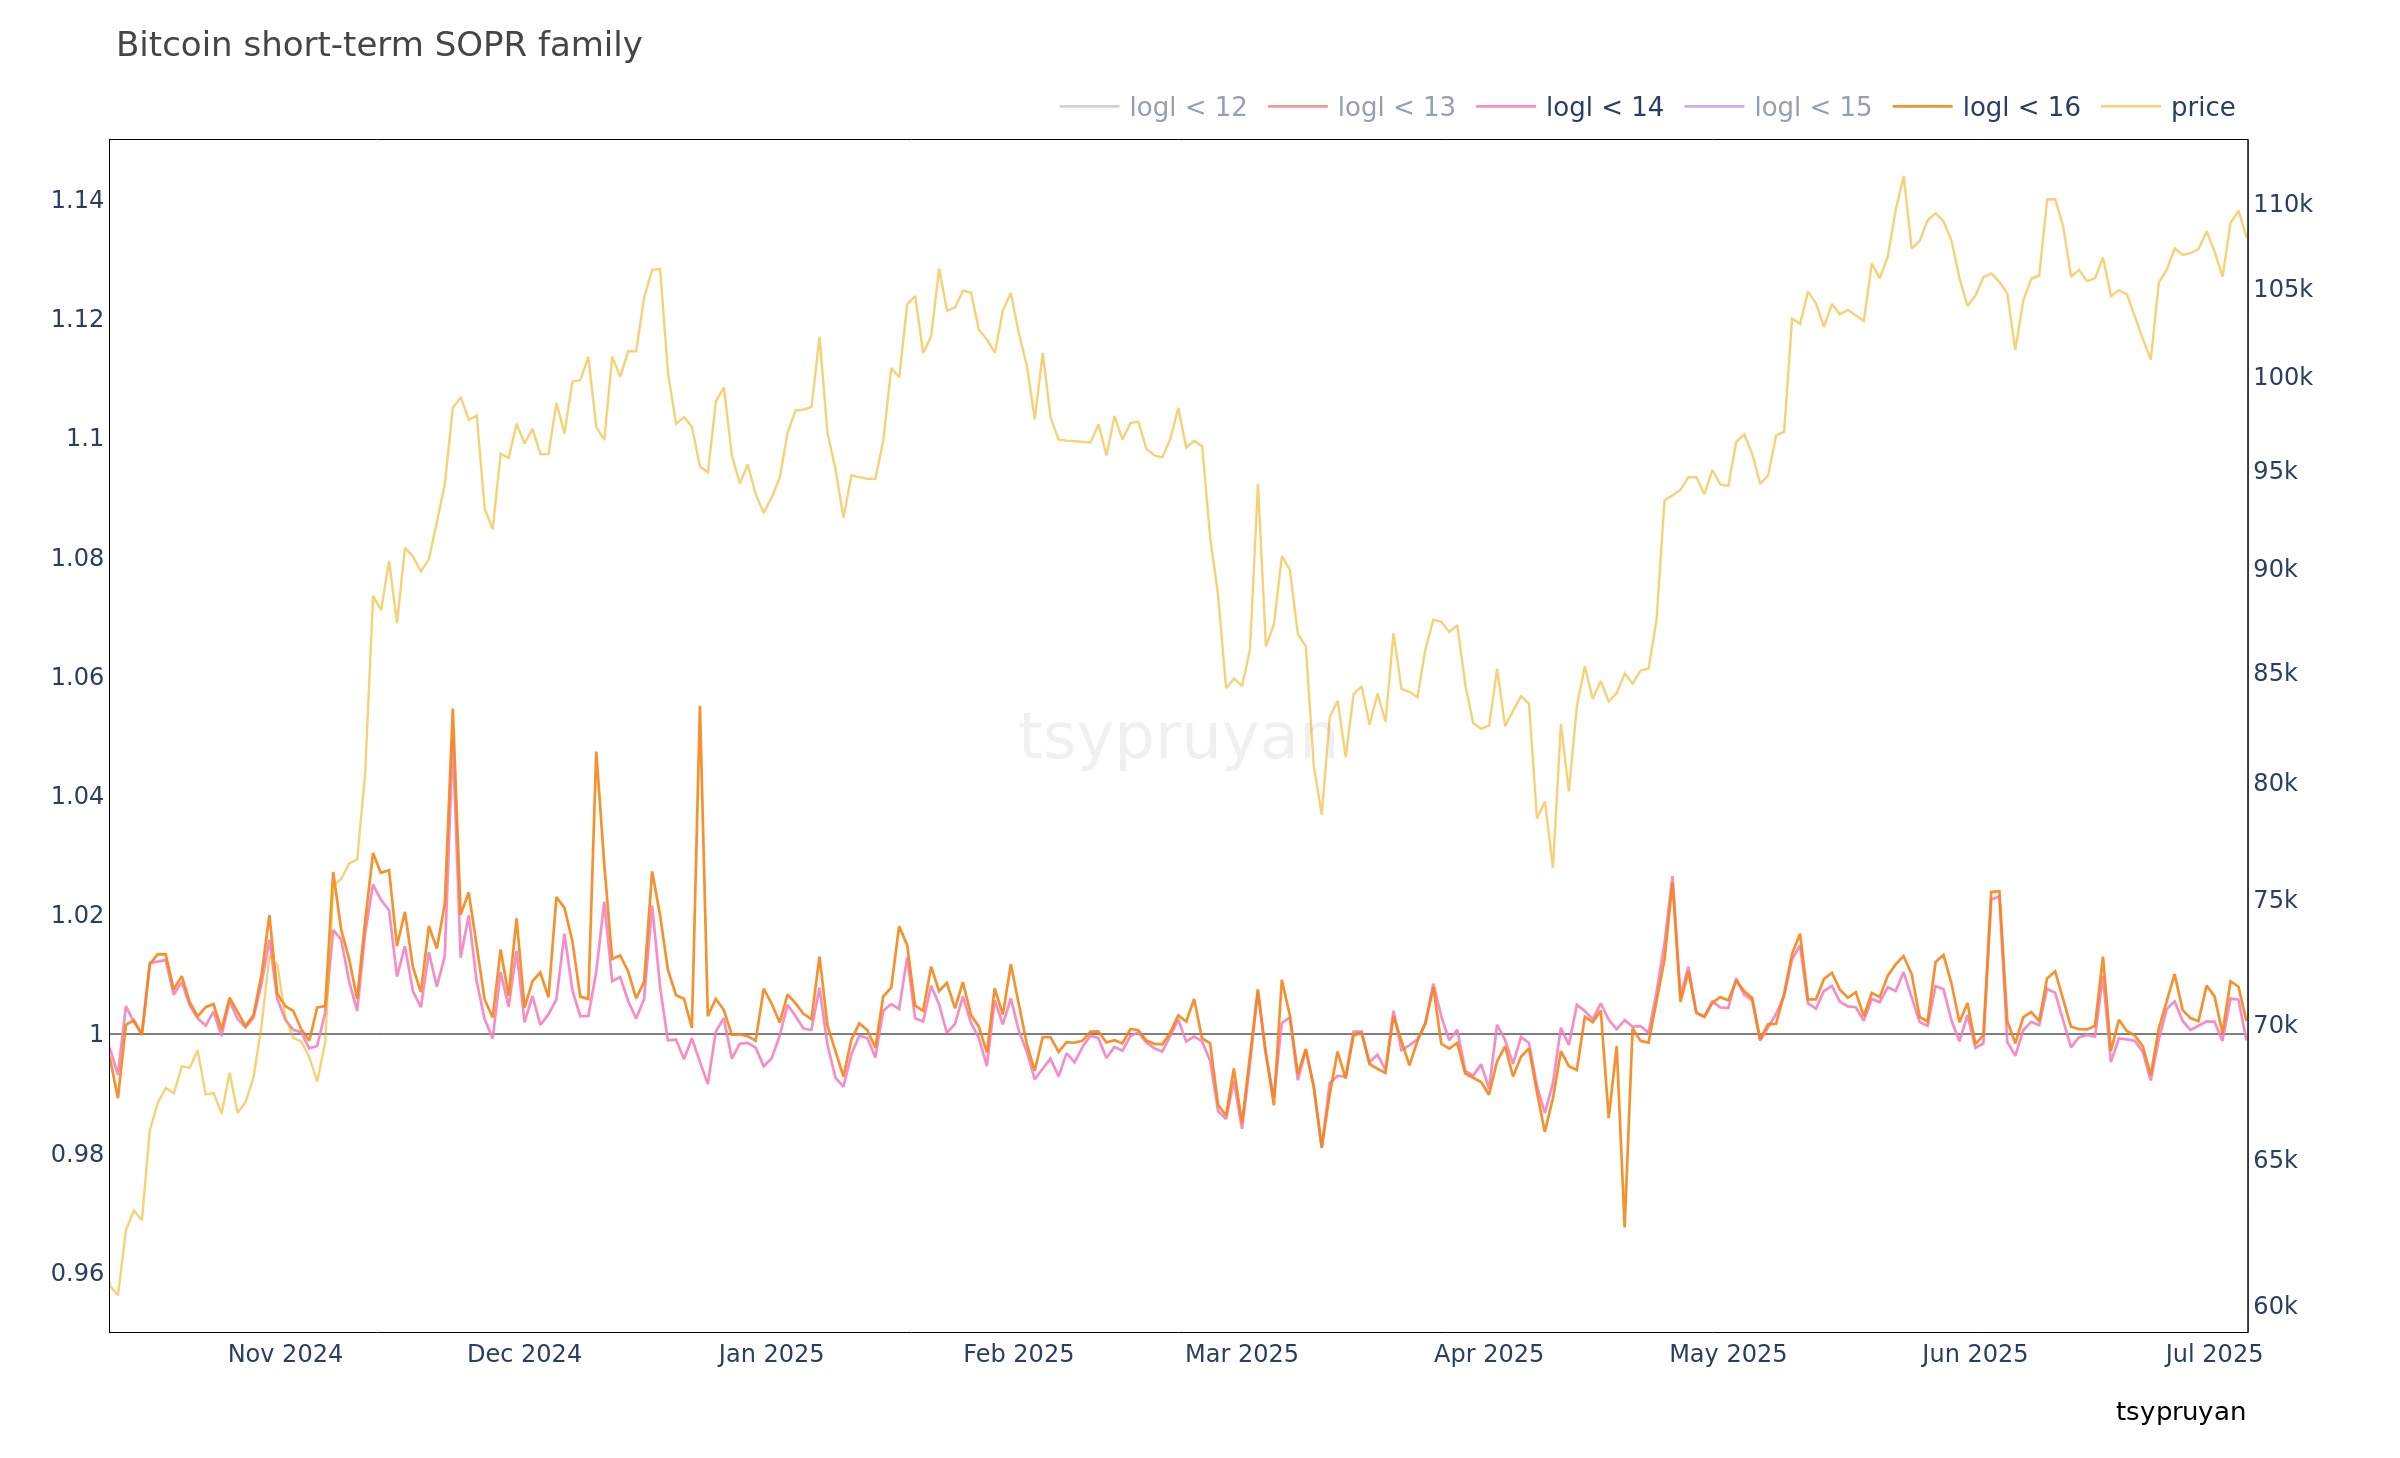 Bitcoin short-term SOPR family
logl < 12 logl < 13 logl < 14 logl < 15 logl < 16 price
1.14
1.12
1.1
1.08
1.06
1.04
1.02
1
0.98
0.96
110k
105k
100k
95k
90k
85k
80k
75k
70k
65k
60k
tsypruyan
Nov 2024 Dec 2024 Jan 2025 Feb 2025 Mar 2025 Apr 2025 May 2025 Jun 2025 Jul 2025
tsypruyan